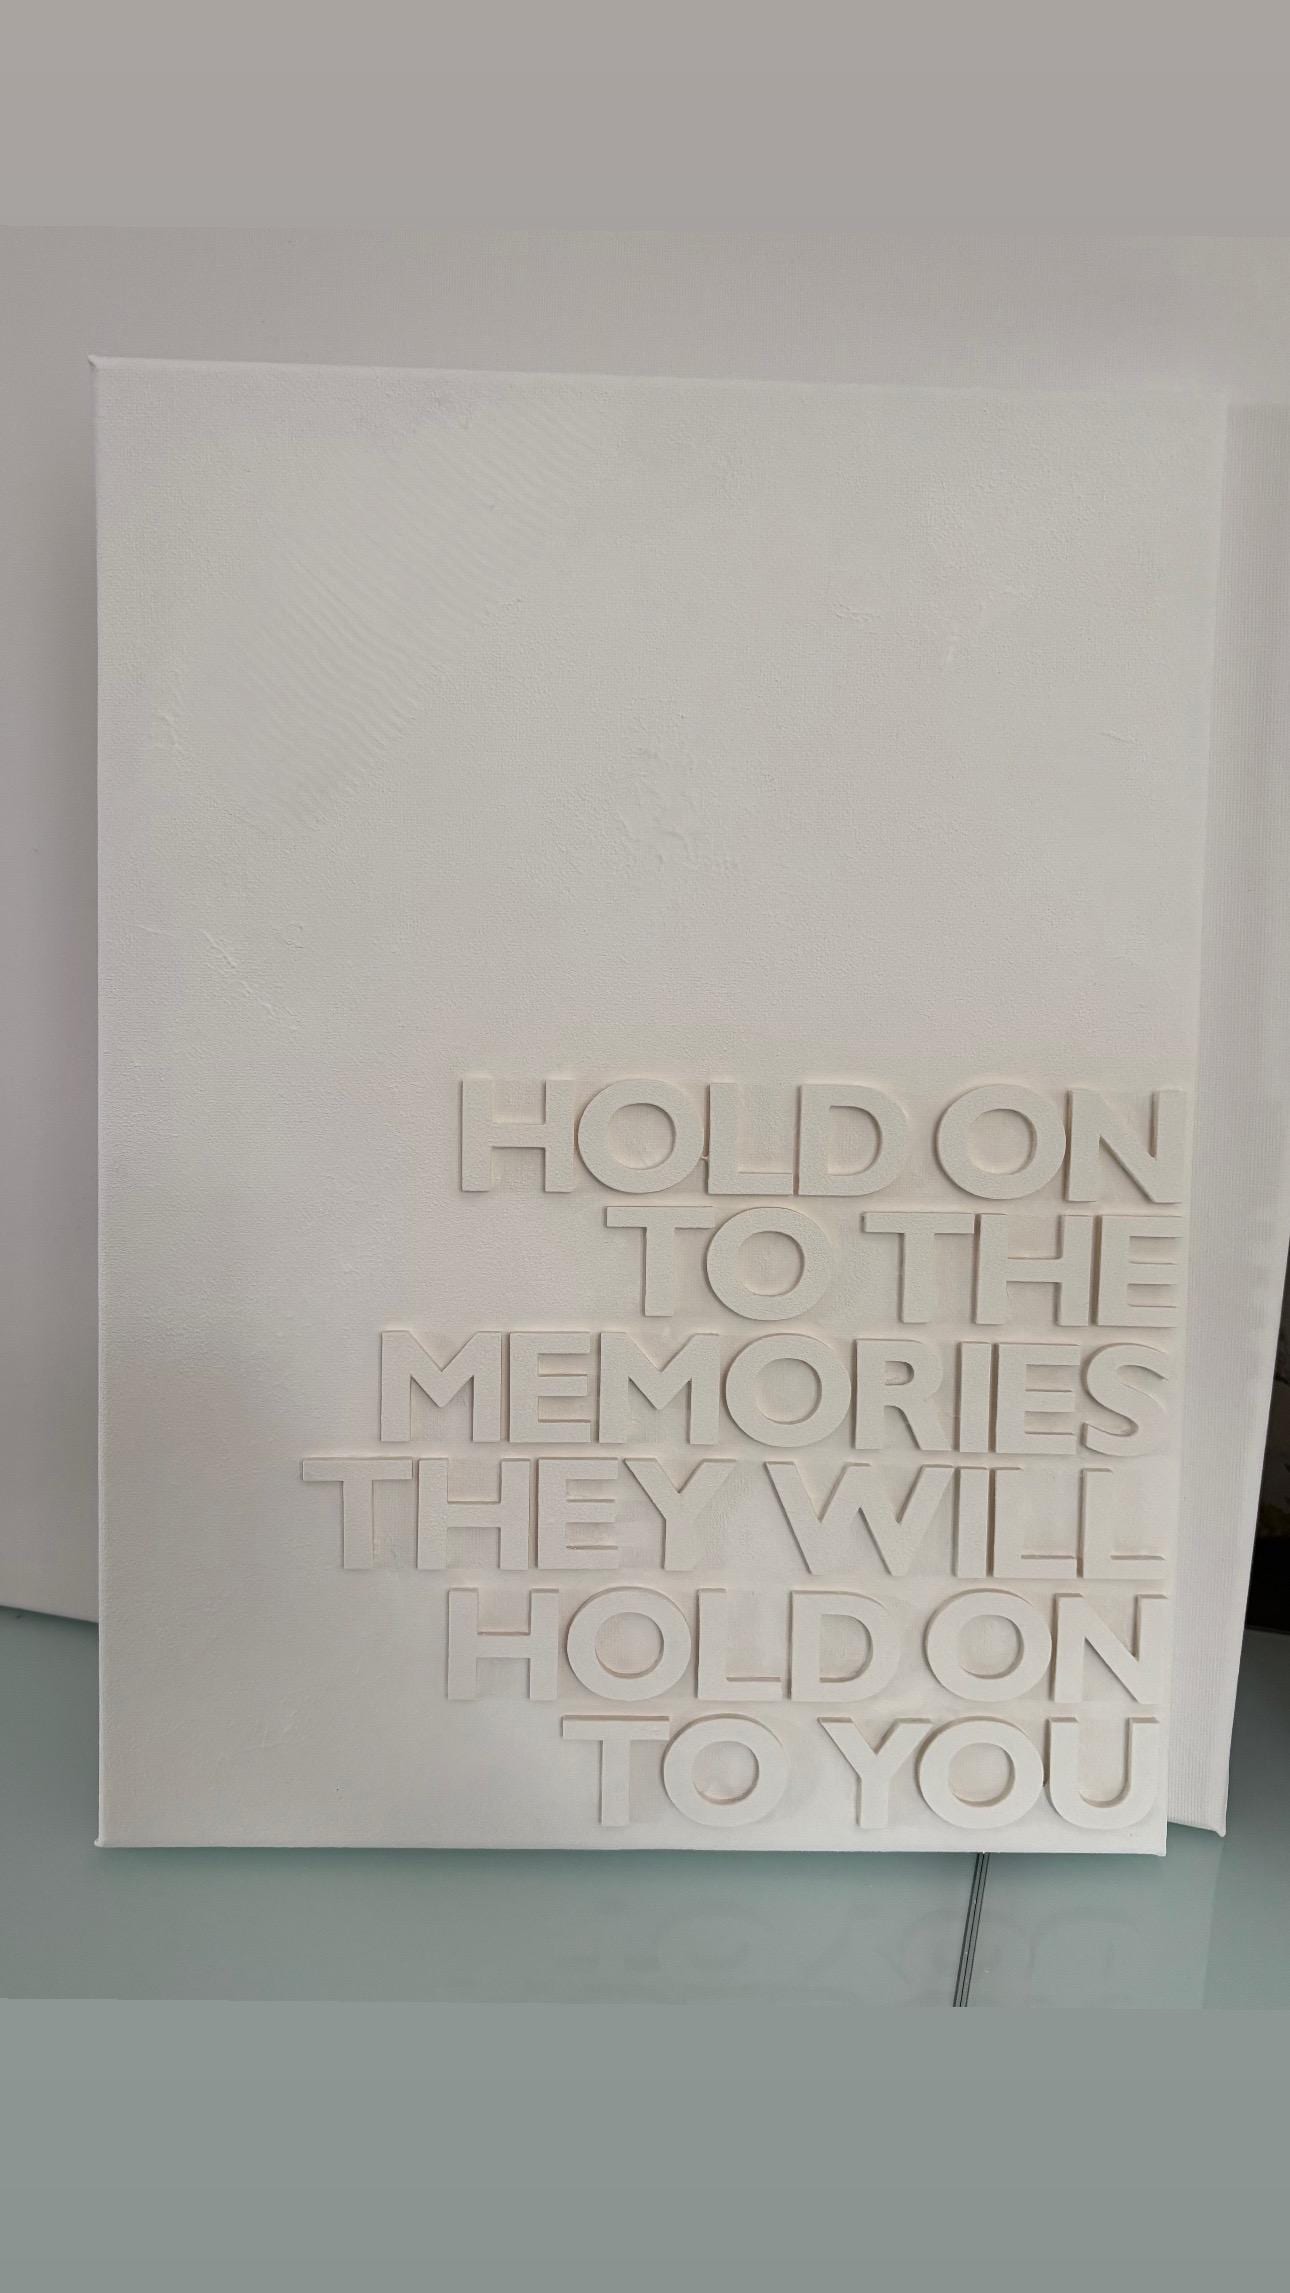 HOLD ON
TO THE
MEMORIES
THEY WILL
HOLD ON
TO YOU